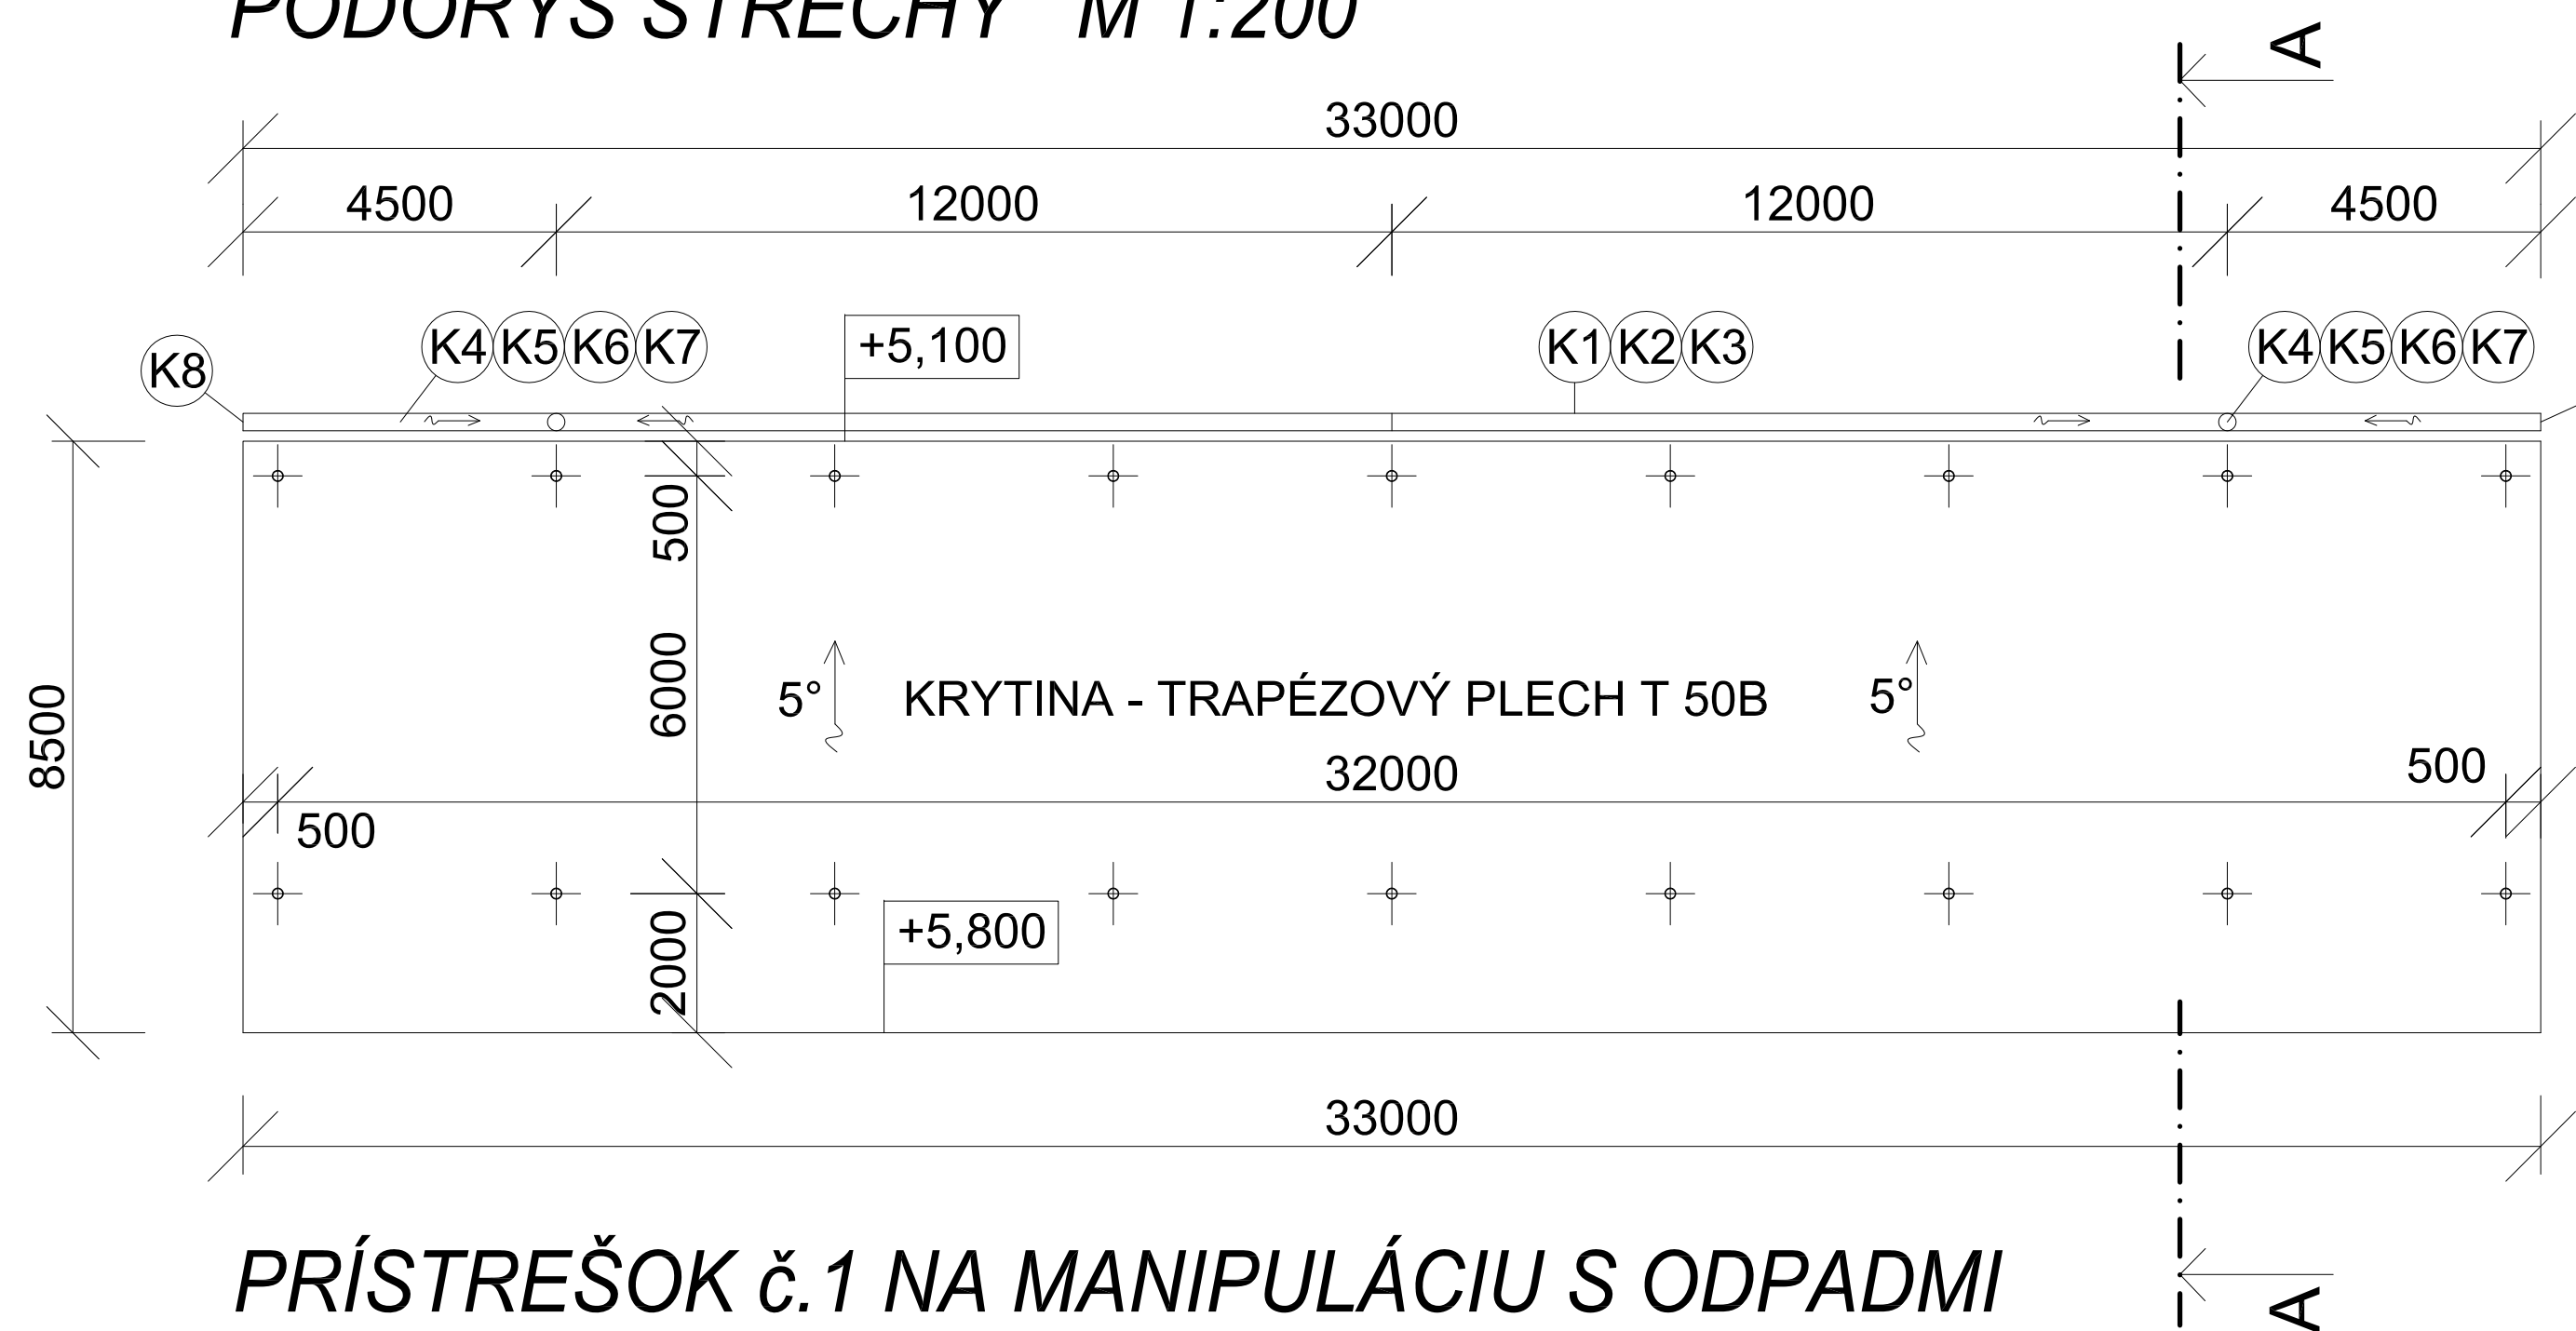 PÔDORYS STRECHY M 1:200
A
33000
4500 12000 12000 4500
K8 K4 K5 K6 K7 +5,100 K1 K2 K3 K4 K5 K6 K7
500
6000
8500
5° KRYTINA - TRAPÉZOVÝ PLECH T 50B 5°
32000
500
500
2000
+5,800
33000
PRÍSTREŠOK č.1 NA MANIPULÁCIU S ODPADMI
A